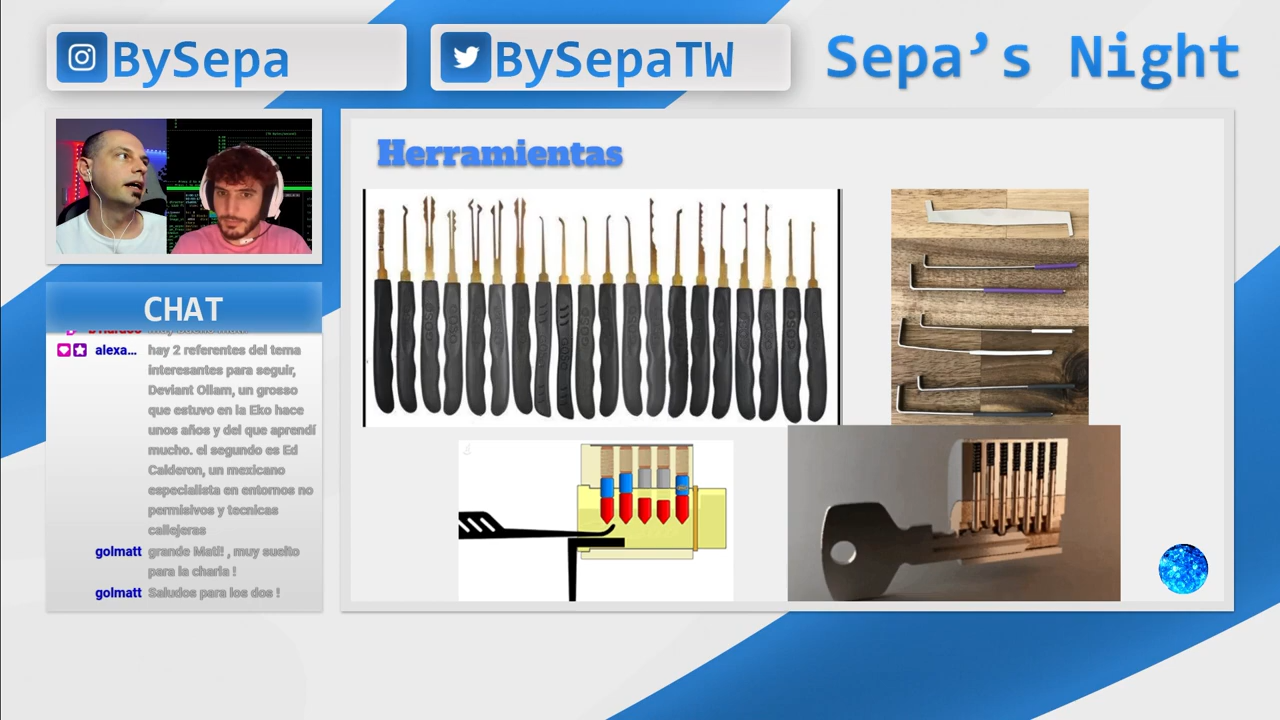 BySepa
BySepaTW
Sepa’s Night
Herramientas
CHAT
alexa... hay 2 referentes del tema
interesantes para seguir,
Deviant Ollam, un grosso
que estuvo en la Eko hace
unos años y del que aprendí
mucho. el segundo es Ed
Calderon, un mexicano
especialista en entornos no
permisivos y tecnicas
callejeras
golmatt grande Mati! , muy suelto
para la charla !
golmatt Saludos para los dos !